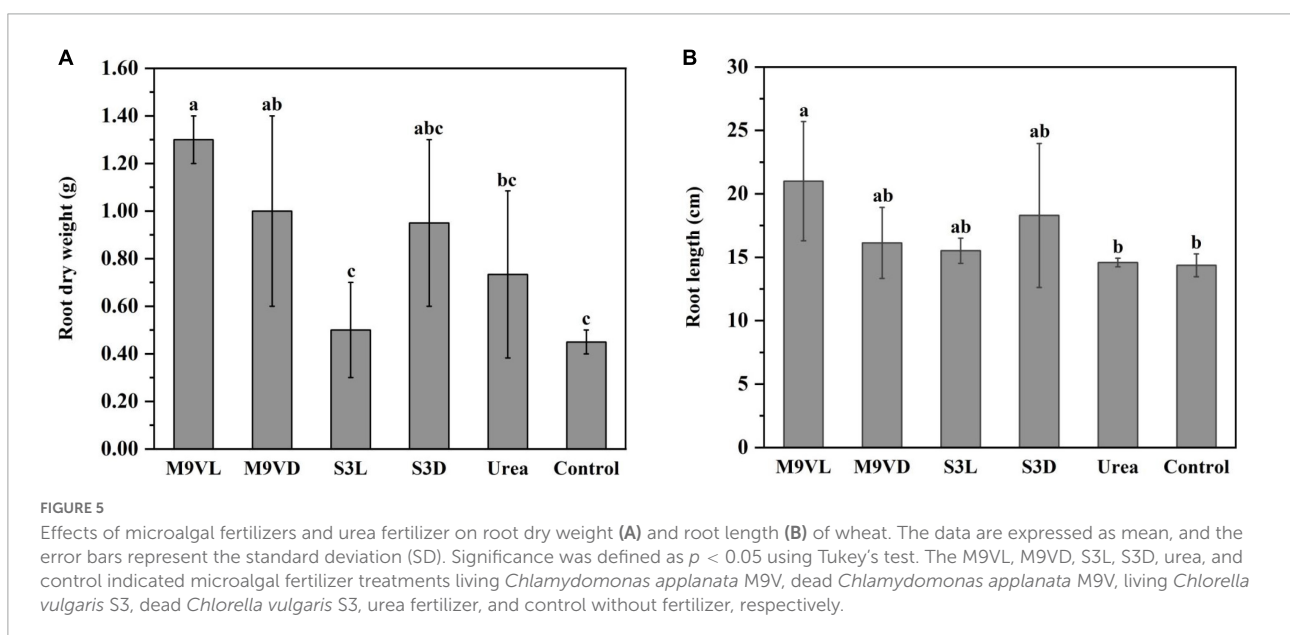 A
B
Root dry weight (g)
1.60
1.40
1.20
1.00
0.80
0.60
0.40
0.20
0.00
a
ab
c
abc
bc
c
M9VL M9VD S3L S3D Urea Control
Root length (cm)
30
25
20
15
10
5
0
a
ab
ab
ab
b
b
M9VL M9VD S3L S3D Urea Control
FIGURE 5
Effects of microalgal fertilizers and urea fertilizer on root dry weight (A) and root length (B) of wheat. The data are expressed as mean, and the
error bars represent the standard deviation (SD). Significance was defined as p < 0.05 using Tukey’s test. The M9VL, M9VD, S3L, S3D, urea, and
control indicated microalgal fertilizer treatments living Chlamydomonas applanata M9V, dead Chlamydomonas applanata M9V, living Chlorella
vulgaris S3, dead Chlorella vulgaris S3, urea fertilizer, and control without fertilizer, respectively.